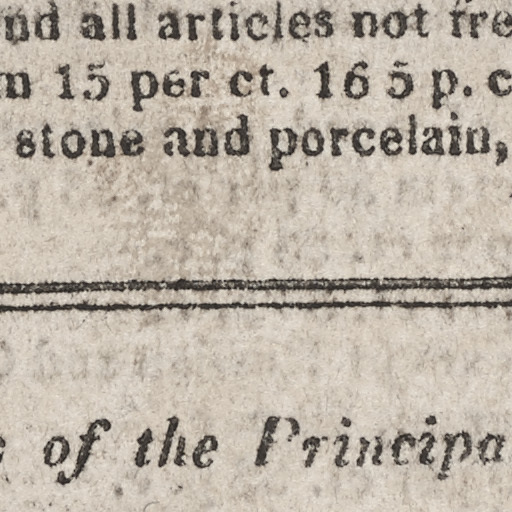 nd all articles not fre
m 15 per ct. 16 5 p. c
stone and porcelain,
of the Principa